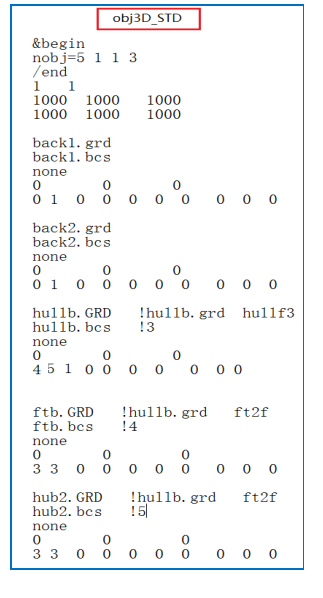 obj3D_STD
&begin
nobj=5 1 1 3
/end
1 1
1000 1000 1000
1000 1000 1000
back1.grd
back1.bcs
none
0 0 0
0 1 0 0 0 0 0 0 0 0
back2.grd
back2.bcs
none
0 0 0
0 1 0 0 0 0 0 0 0 0
hullb.GRD !hullb.grd hullf3
hullb.bcs !3
none
0 0 0
4 5 1 0 0 0 0 0 0 0
ftb.GRD !hullb.grd ft2f
ftb.bcs !4
none
0 0 0
3 3 0 0 0 0 0 0 0 0
hub2.GRD !hullb.grd ft2f
hub2.bcs !5
none
0 0 0
3 3 0 0 0 0 0 0 0 0